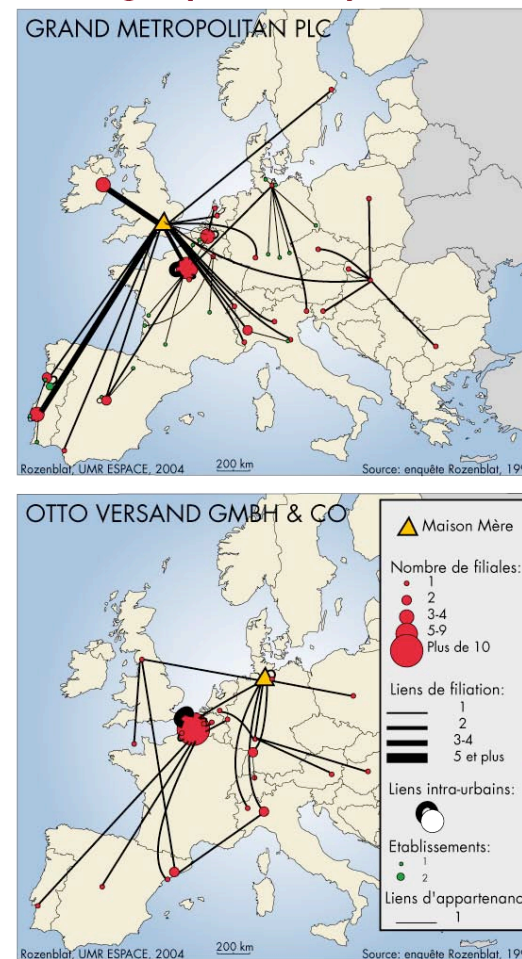 GRAND METROPOLITAN PLC
Rozenblat, UMR ESPACE, 2004
200 km
Source: enquête Rozenblat, 199
OTTO VERSAND GMBH & CO
Maison Mère
Nombre de filiales:
1
2
3-4
5-9
Plus de 10
Liens de filiation:
1
2
3-4
5 et plus
Liens intra-urbains:
Etablissements:
1
2
Liens d'appartenanc
1
Rozenblat, UMR ESPACE, 2004
200 km
Source: enquête Rozenblat, 199